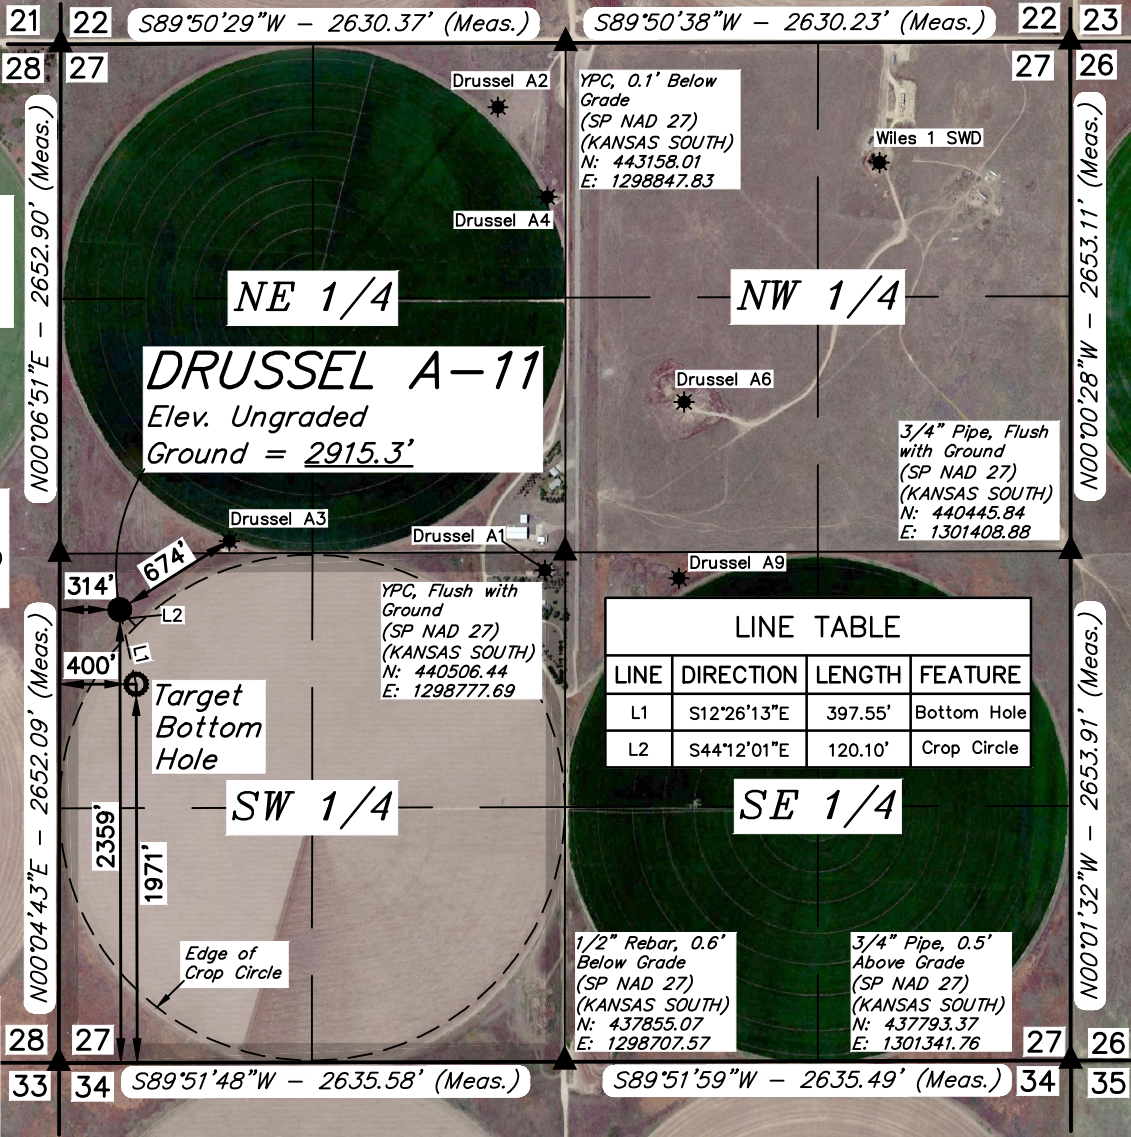 21
22
S89°50'29"W - 2630.37' (Meas.)
S89°50'38"W - 2630.23' (Meas.)
22
23
28
27
27
26
N00°06'51"E - 2652.90' (Meas.)
Drussel A2
YPC, 0.1' Below
Grade
(SP NAD 27)
(KANSAS SOUTH)
N: 443158.01
E: 1298847.83
Wiles 1 SWD
N00°00'28"W - 2653.11' (Meas.)
Drussel A4
NE 1/4
NW 1/4
DRUSSEL A-11
Elev. Ungraded
Ground = 2915.3'
Drussel A6
3/4" Pipe, Flush
with Ground
(SP NAD 27)
(KANSAS SOUTH)
N: 440445.84
E: 1301408.88
Drussel A3
Drussel A1
Drussel A9
674'
314'
L2
L1
400'
YPC, Flush with
Ground
(SP NAD 27)
(KANSAS SOUTH)
N: 440506.44
E: 1298777.69
LINE TABLE
LINE DIRECTION LENGTH FEATURE
L1 S12°26'13"E 397.55' Bottom Hole
L2 S44°12'01"E 120.10' Crop Circle
Target
Bottom
Hole
N00°04'43"E - 2652.09' (Meas.)
N00°01'32"W - 2653.91' (Meas.)
SW 1/4
SE 1/4
2359'
1971'
Edge of
Crop Circle
1/2" Rebar, 0.6'
Below Grade
(SP NAD 27)
(KANSAS SOUTH)
N: 437855.07
E: 1298707.57
3/4" Pipe, 0.5'
Above Grade
(SP NAD 27)
(KANSAS SOUTH)
N: 437793.37
E: 1301341.76
28
27
27
26
33
34
S89°51'48"W - 2635.58' (Meas.)
S89°51'59"W - 2635.49' (Meas.)
34
35